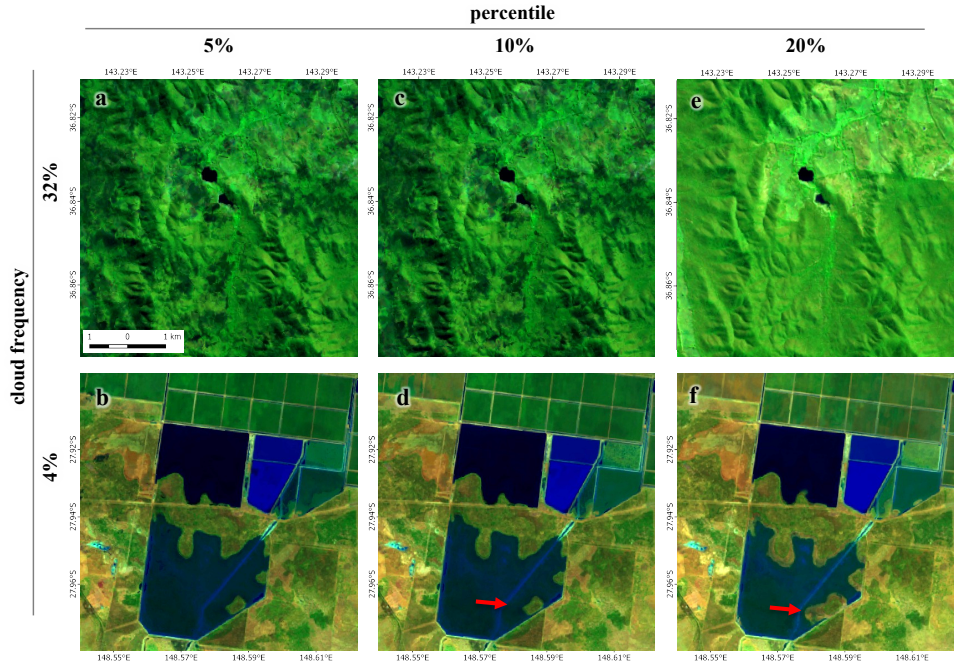 percentile
5% 10% 20%
143.23°E 143.25°E 143.27°E 143.29°E 143.23°E 143.25°E 143.27°E 143.29°E 143.23°E 143.25°E 143.27°E 143.29°E
a c e
36.82°S 36.82°S 36.82°S
32%
36.84°S 36.84°S 36.84°S
36.86°S 36.86°S 36.86°S
1 0 1 km
cloud frequency
b d f
27.92°S 27.92°S 27.92°S
4%
27.94°S 27.94°S 27.94°S
27.96°S 27.96°S 27.96°S
148.55°E 148.57°E 148.59°E 148.61°E 148.55°E 148.57°E 148.59°E 148.61°E 148.55°E 148.57°E 148.59°E 148.61°E